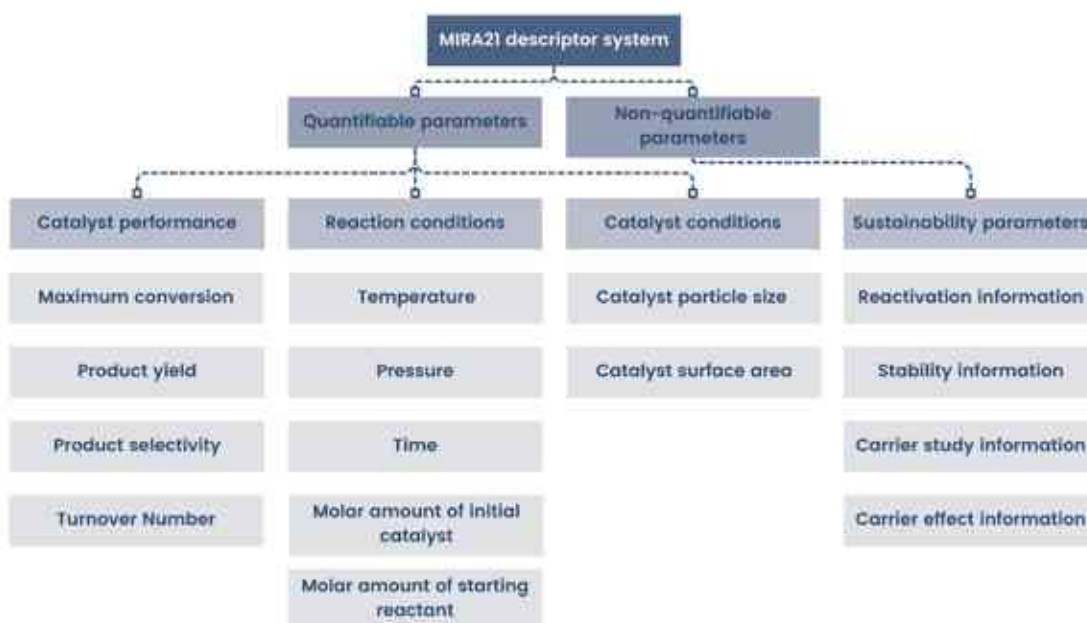 MIRA21 descriptor system
Quantifiable parameters
Non-quantifiable
parameters
Catalyst performance
Reaction conditions
Catalyst conditions
Sustainability parameters
Maximum conversion
Temperature
Catalyst particle size
Reactivation information
Product yield
Pressure
Catalyst surface area
Stability information
Product selectivity
Time
Carrier study information
Turnover Number
Molar amount of initial
catalyst
Carrier effect information
Molar amount of starting
reactant